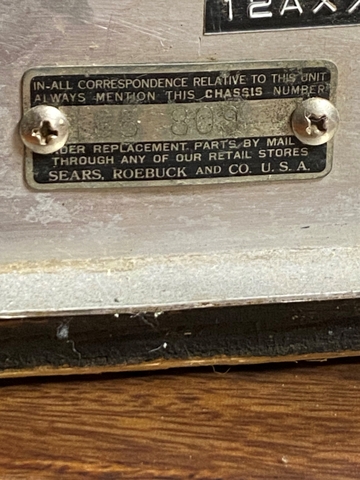 12AX
IN-ALL CORRESPONDENCE RELATIVE TO THIS UNIT
ALWAYS MENTION THIS CHASSIS NUMBER
809
ORDER REPLACEMENT PARTS BY MAIL
THROUGH ANY OF OUR RETAIL STORES
SEARS, ROEBUCK AND CO. U.S.A.